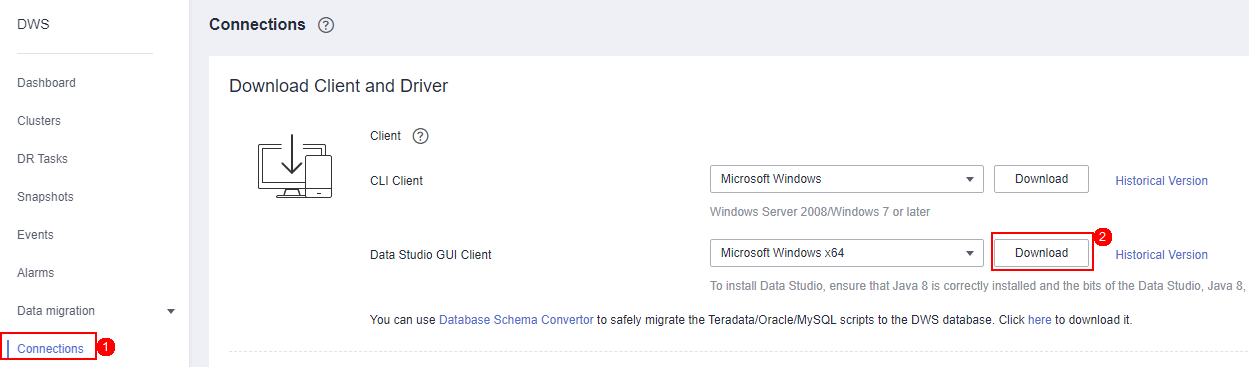 DWS
Dashboard
Clusters
DR Tasks
Snapshots
Events
Alarms
Data migration
Connections
1
Connections ?
Download Client and Driver
Client ?
CLI Client
Microsoft Windows
Download
Historical Version
Windows Server 2008/Windows 7 or later
Data Studio GUI Client
Microsoft Windows x64
Download
2
Historical Version
To install Data Studio, ensure that Java 8 is correctly installed and the bits of the Data Studio, Java 8,
You can use Database Schema Convertor to safely migrate the Teradata/Oracle/MySQL scripts to the DWS database. Click here to download it.